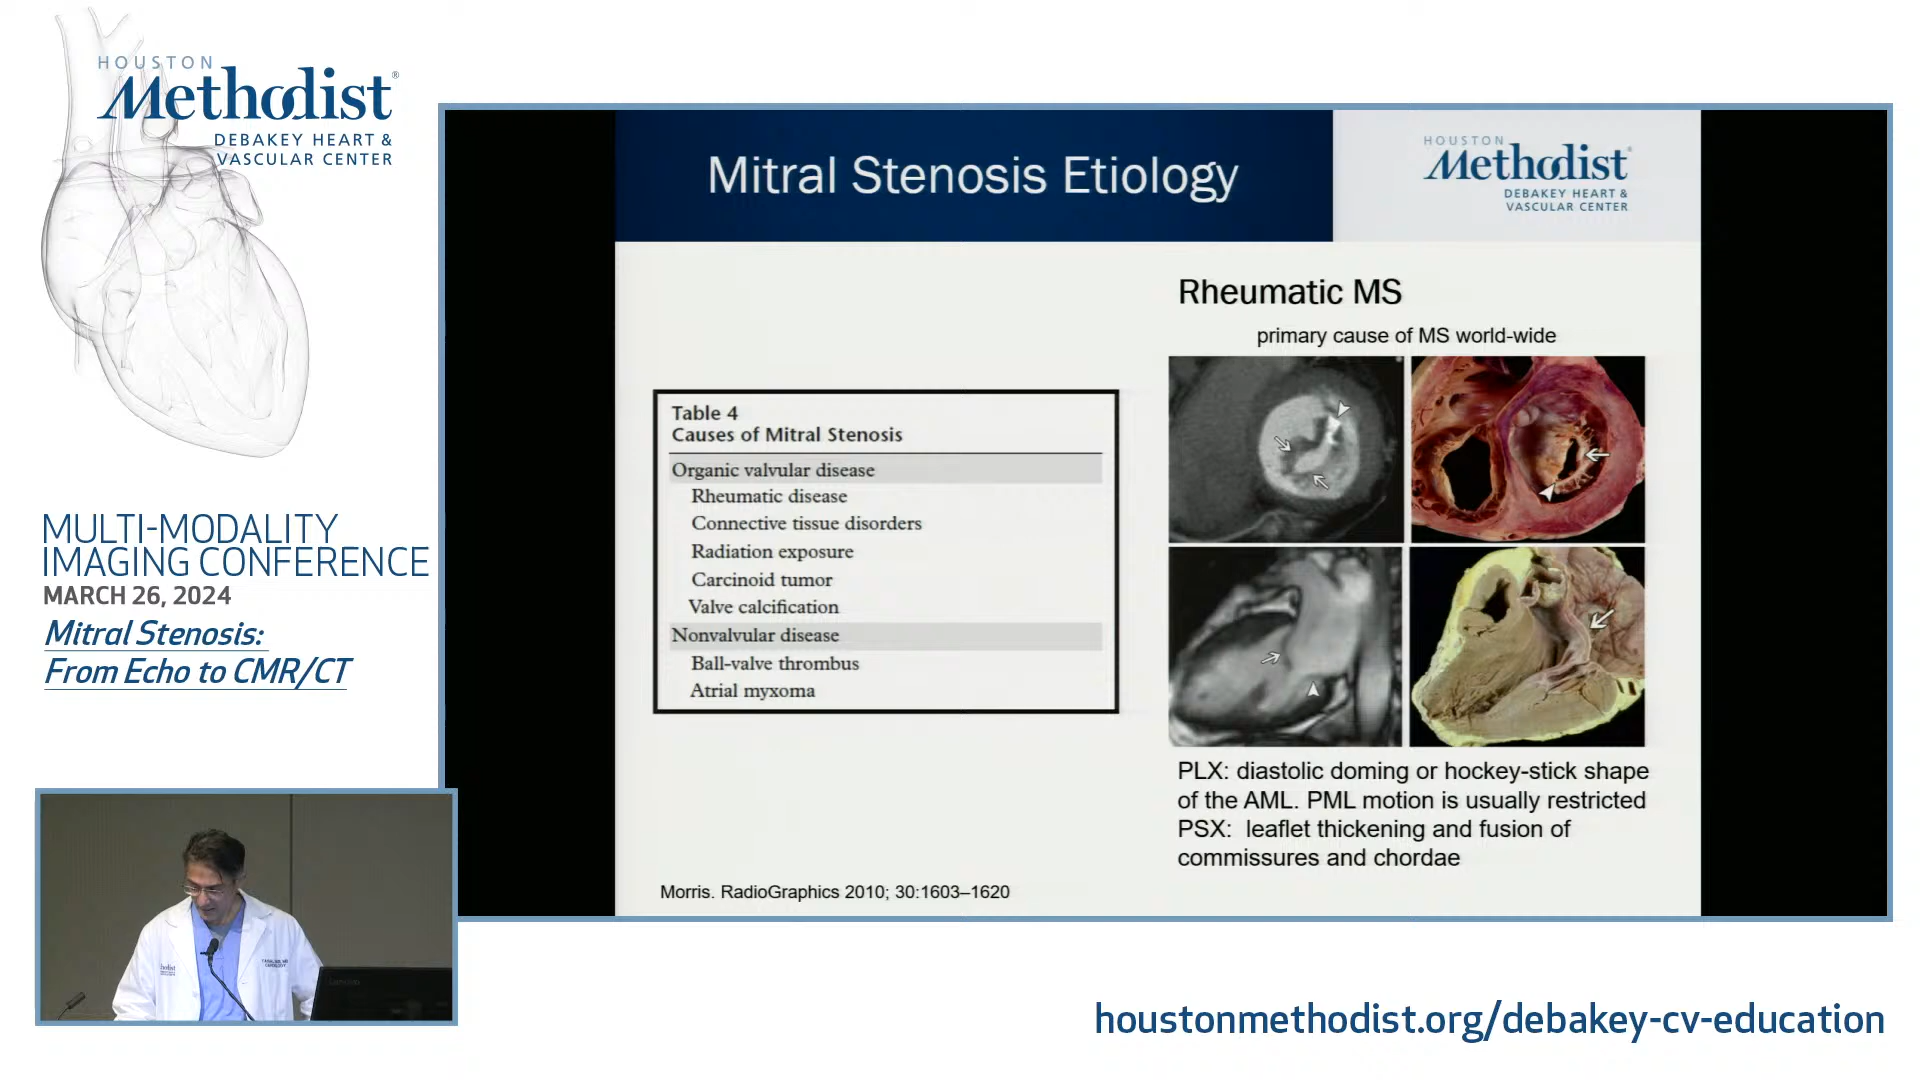 HOUSTON
Methodist®
DEBAKEY HEART &
VASCULAR CENTER
MULTI-MODALITY
IMAGING CONFERENCE
MARCH 26, 2024
Mitral Stenosis:
From Echo to CMR/CT
Mitral Stenosis Etiology
HOUSTON
Methodist
DEBAKEY HEART &
VASCULAR CENTER
Table 4
Causes of Mitral Stenosis
Organic valvular disease
Rheumatic disease
Connective tissue disorders
Radiation exposure
Carcinoid tumor
Valve calcification
Nonvalvular disease
Ball-valve thrombus
Atrial myxoma
Morris. RadioGraphics 2010; 30:1603–1620
Rheumatic MS
primary cause of MS world-wide
PLX: diastolic doming or hockey-stick shape
of the AML. PML motion is usually restricted
PSX: leaflet thickening and fusion of
commissures and chordae
houstonmethodist.org/debakey-cv-education